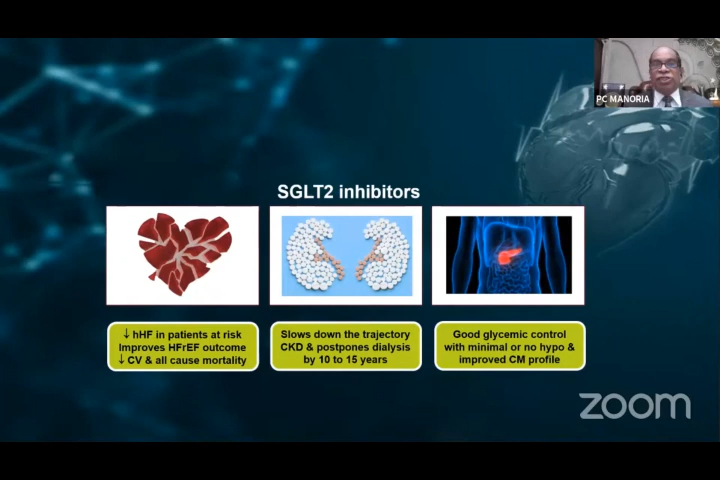 PC MANORIA
SGLT2 inhibitors
↓ hHF in patients at risk
Improves HFrEF outcome
↓ CV & all cause mortality
Slows down the trajectory
CKD & postpones dialysis
by 10 to 15 years
Good glycemic control
with minimal or no hypo &
improved CM profile
zoom